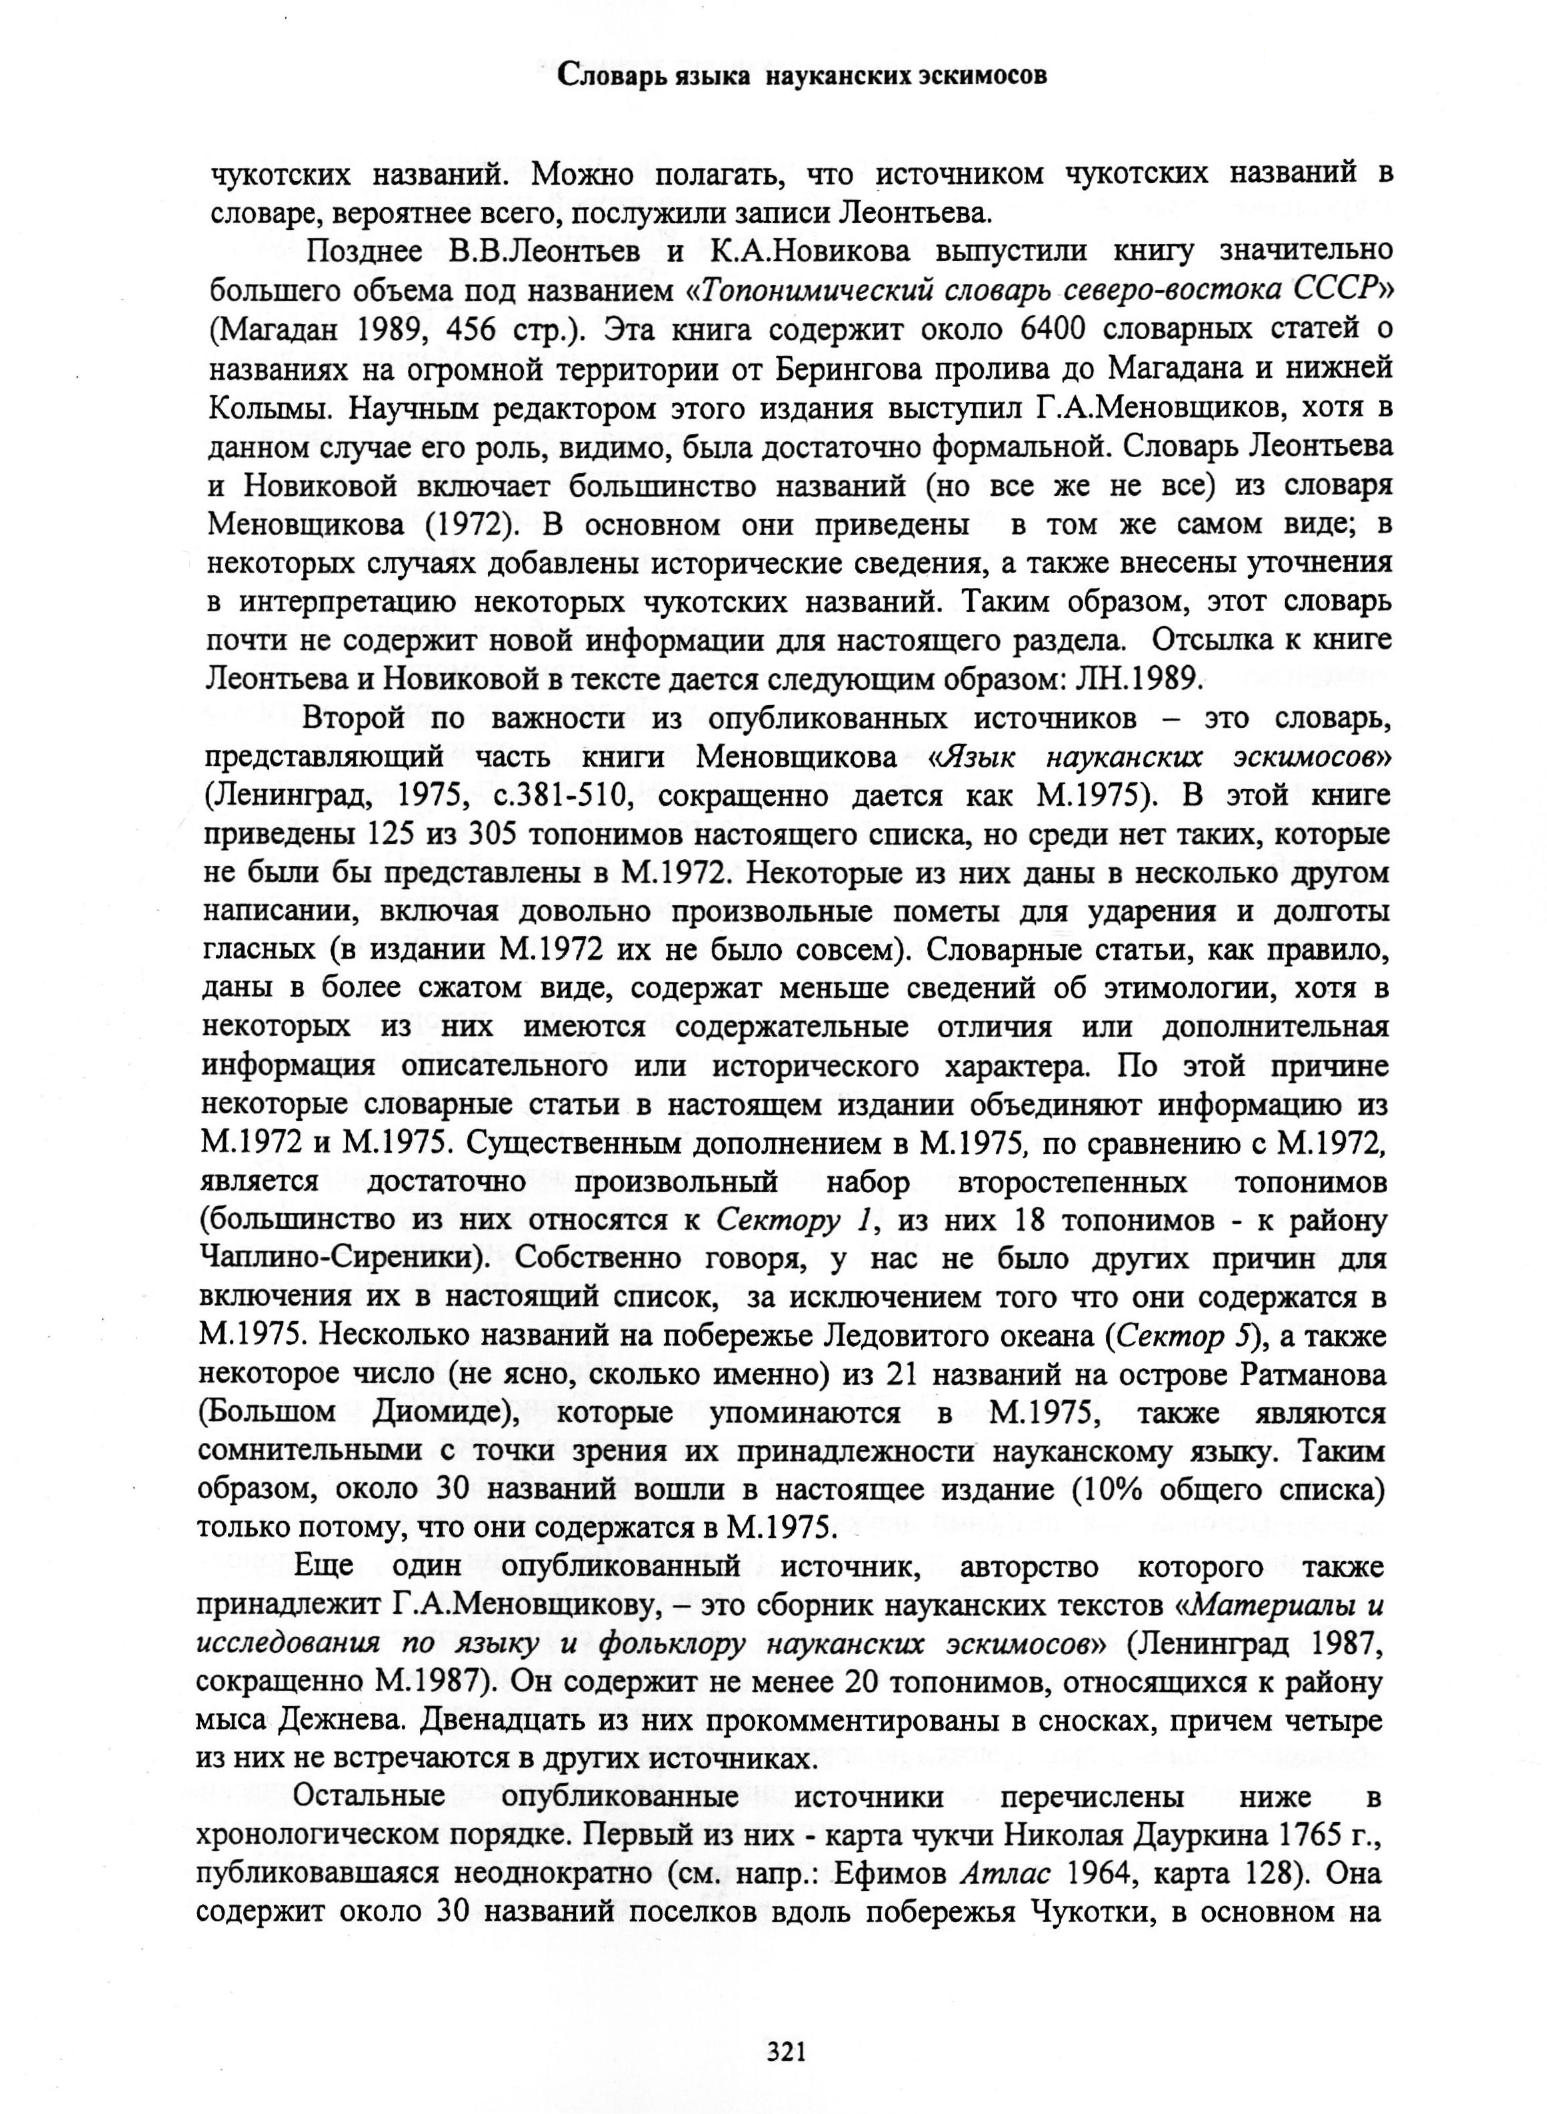 Словарь языка науканских эскимосов
чукотских названий. Можно полагать, что источником чукотских названий в
словаре, вероятнее всего, послужили записи Леонтьева.
Позднее В.В.Леонтьев и К.А.Новикова выпустили книгу значительно
большего объема под названием «Топонимический словарь северо-востока СССР»
(Магадан 1989, 456 стр.). Эта книга содержит около 6400 словарных статей о
названиях на огромной территории от Берингова пролива до Магадана и нижней
Колымы. Научным редактором этого издания выступил Г.А.Меновщиков, хотя в
данном случае его роль, видимо, была достаточно формальной. Словарь Леонтьева
и Новиковой включает большинство названий (но все же не все) из словаря
Меновщикова (1972). В основном они приведены в том же самом виде; в
некоторых случаях добавлены исторические сведения, а также внесены уточнения
в интерпретацию некоторых чукотских названий. Таким образом, этот словарь
почти не содержит новой информации для настоящего раздела. Отсылка к книге
Леонтьева и Новиковой в тексте дается следующим образом: ЛН.1989.
Второй по важности из опубликованных источников – это словарь,
представляющий часть книги Меновщикова «Язык науканских эскимосов»
(Ленинград, 1975, с.381-510, сокращенно дается как М.1975). В этой книге
приведены 125 из 305 топонимов настоящего списка, но среди нет таких, которые
не были бы представлены в М.1972. Некоторые из них даны в несколько другом
написании, включая довольно произвольные пометы для ударения и долготы
гласных (в издании М.1972 их не было совсем). Словарные статьи, как правило,
даны в более сжатом виде, содержат меньше сведений об этимологии, хотя в
некоторых из них имеются содержательные отличия или дополнительная
информация описательного или исторического характера. По этой причине
некоторые словарные статьи в настоящем издании объединяют информацию из
М.1972 и М.1975. Существенным дополнением в М.1975, по сравнению с М.1972,
является достаточно произвольный набор второстепенных топонимов
(большинство из них относятся к Сектору 1, из них 18 топонимов - к району
Чаплино-Сиреники). Собственно говоря, у нас не было других причин для
включения их в настоящий список, за исключением того что они содержатся в
М.1975. Несколько названий на побережье Ледовитого океана (Сектор 5), а также
некоторое число (не ясно, сколько именно) из 21 названий на острове Ратманова
(Большом Диомиде), которые упоминаются в М.1975, также являются
сомнительными с точки зрения их принадлежности науканскому языку. Таким
образом, около 30 названий вошли в настоящее издание (10% общего списка)
только потому, что они содержатся в М.1975.
Еще один опубликованный источник, авторство которого также
принадлежит Г.А.Меновщикову, – это сборник науканских текстов «Материалы и
исследования по языку и фольклору науканских эскимосов» (Ленинград 1987,
сокращенно М.1987). Он содержит не менее 20 топонимов, относящихся к району
мыса Дежнева. Двенадцать из них прокомментированы в сносках, причем четыре
из них не встречаются в других источниках.
Остальные опубликованные источники перечислены ниже в
хронологическом порядке. Первый из них - карта чукчи Николая Дауркина 1765 г.,
публиковавшаяся неоднократно (см. напр.: Ефимов Атлас 1964, карта 128). Она
содержит около 30 названий поселков вдоль побережья Чукотки, в основном на
321